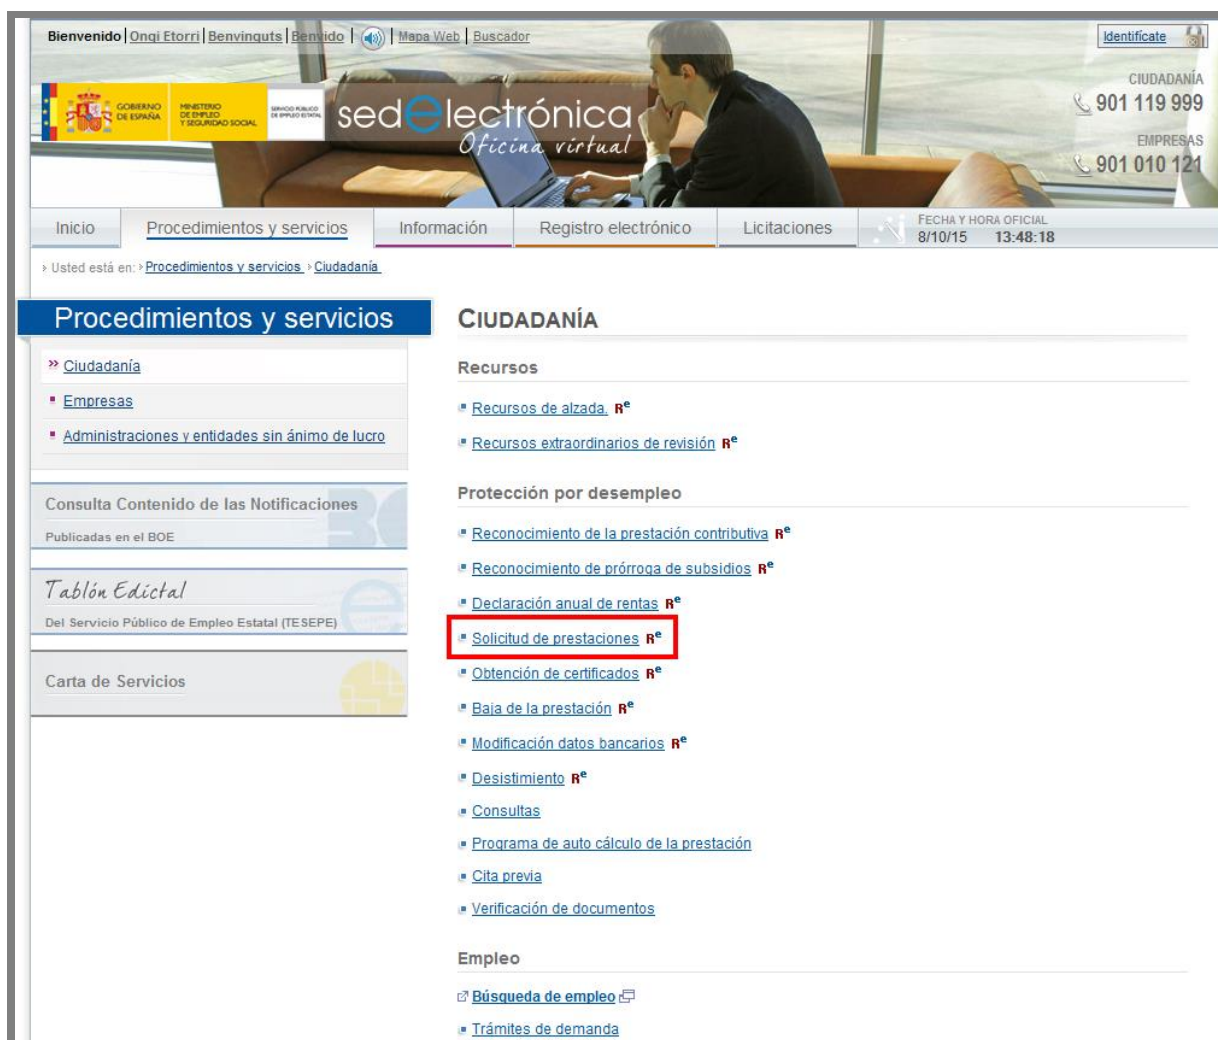 Bienvenido | Ongi Etorri | Benvinguts | Benvido | | Mapa Web | Buscador
Identifícate
CIUDADANÍA
901 119 999
EMPRESAS
901 010 121
GOBIERNO DE ESPAÑA
MINISTERIO DE EMPLEO Y SEGURIDAD SOCIAL
SERVICIO PÚBLICO DE EMPLEO ESTATAL
sedelectrónica
Oficina virtual
Inicio
Procedimientos y servicios
Información
Registro electrónico
Licitaciones
FECHA Y HORA OFICIAL
8/10/15 13:48:18
Usted está en: Procedimientos y servicios Ciudadanía
Procedimientos y servicios
Ciudadanía
Empresas
Administraciones y entidades sin ánimo de lucro
Consulta Contenido de las Notificaciones
Publicadas en el BOE
Tablón Edictal
Del Servicio Público de Empleo Estatal (TESEPE)
Carta de Servicios
CIUDADANÍA
Recursos
Recursos de alzada. Re
Recursos extraordinarios de revisión Re
Protección por desempleo
Reconocimiento de la prestación contributiva Re
Reconocimiento de prórroga de subsidios Re
Declaración anual de rentas Re
Solicitud de prestaciones Re
Obtención de certificados Re
Baja de la prestación Re
Modificación datos bancarios Re
Desistimiento Re
Consultas
Programa de auto cálculo de la prestación
Cita previa
Verificación de documentos
Empleo
Búsqueda de empleo
Trámites de demanda